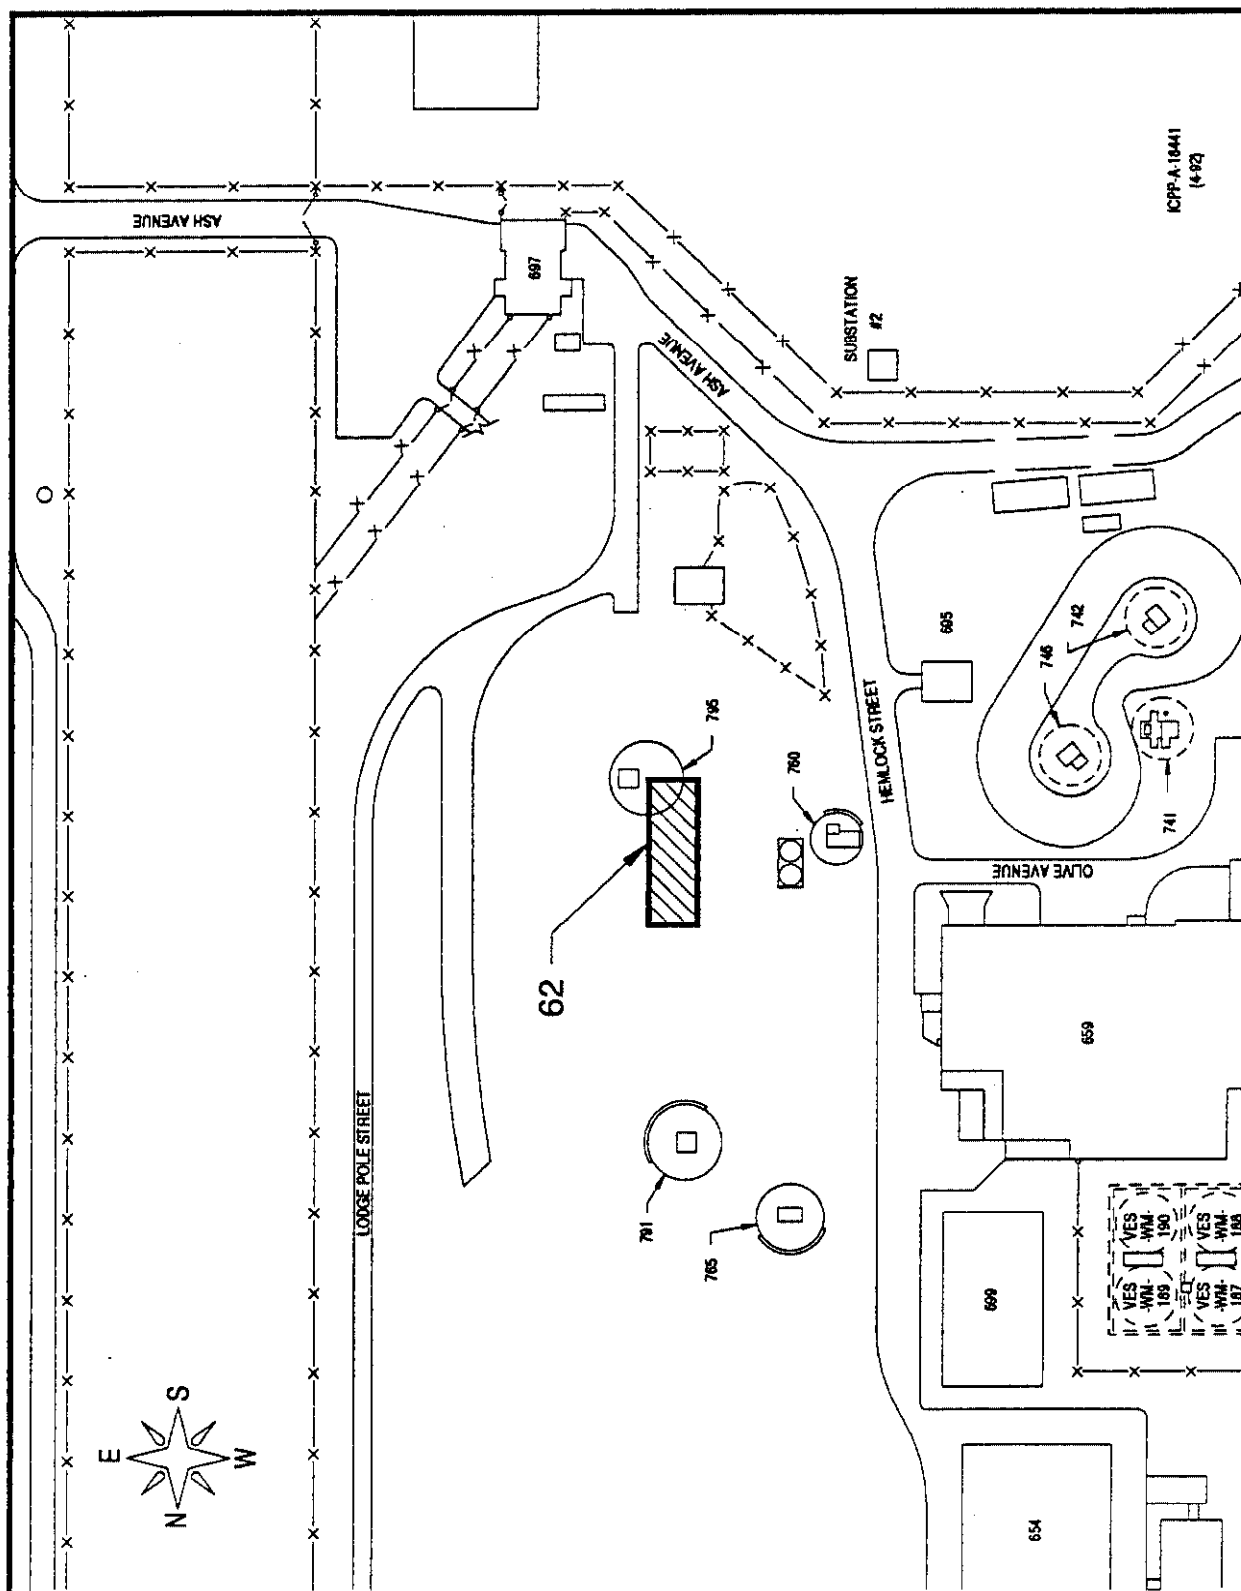 ASH AVENUE
697
ICPP-A-18441
(4-92)
SUBSTATION
#2
ASH AVENUE
695
742
746
741
795
760
HEMLOCK STREET
OLIVE AVENUE
62
659
LODGE POLE STREET
791
765
699
VES
-WM-
190
VES
-WM-
189
VES
-WM-
188
VES
-WM-
187
654
N
E
S
W